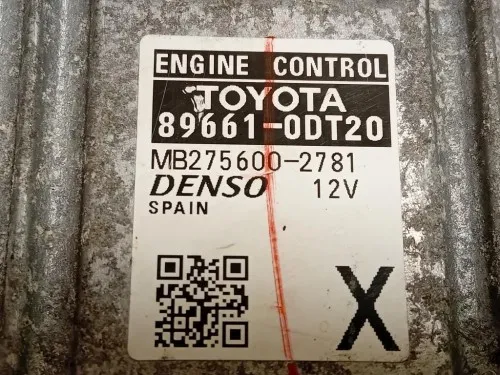 ENGINE CONTROL
TOYOTA
89661-0DT20
MB275600-2781
DENSO 12V
SPAIN
X